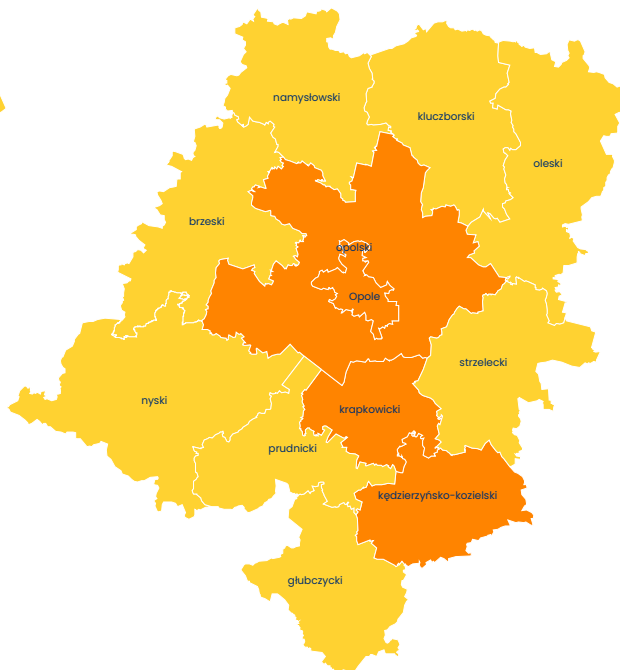 namysłowski
kluczborski
oleski
brzeski
opolski
Opole
strzelecki
nyski
krapkowicki
prudnicki
kędzierzyńsko-kozielski
głubczycki